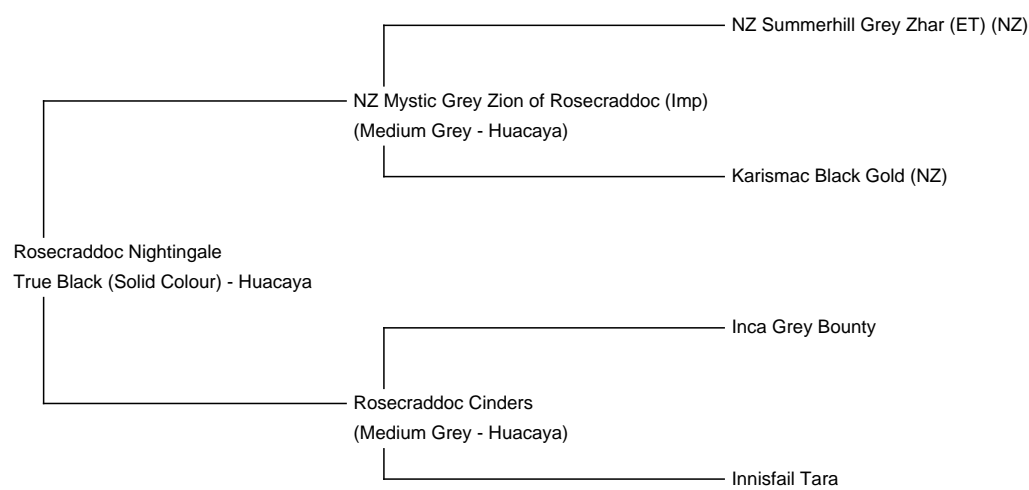 NZ Summerhill Grey Zhar (ET) (NZ)
NZ Mystic Grey Zion of Rosecraddoc (Imp)
(Medium Grey - Huacaya)
Karismac Black Gold (NZ)
Rosecraddoc Nightingale
True Black (Solid Colour) - Huacaya
Inca Grey Bounty
Rosecraddoc Cinders
(Medium Grey - Huacaya)
Innisfail Tara